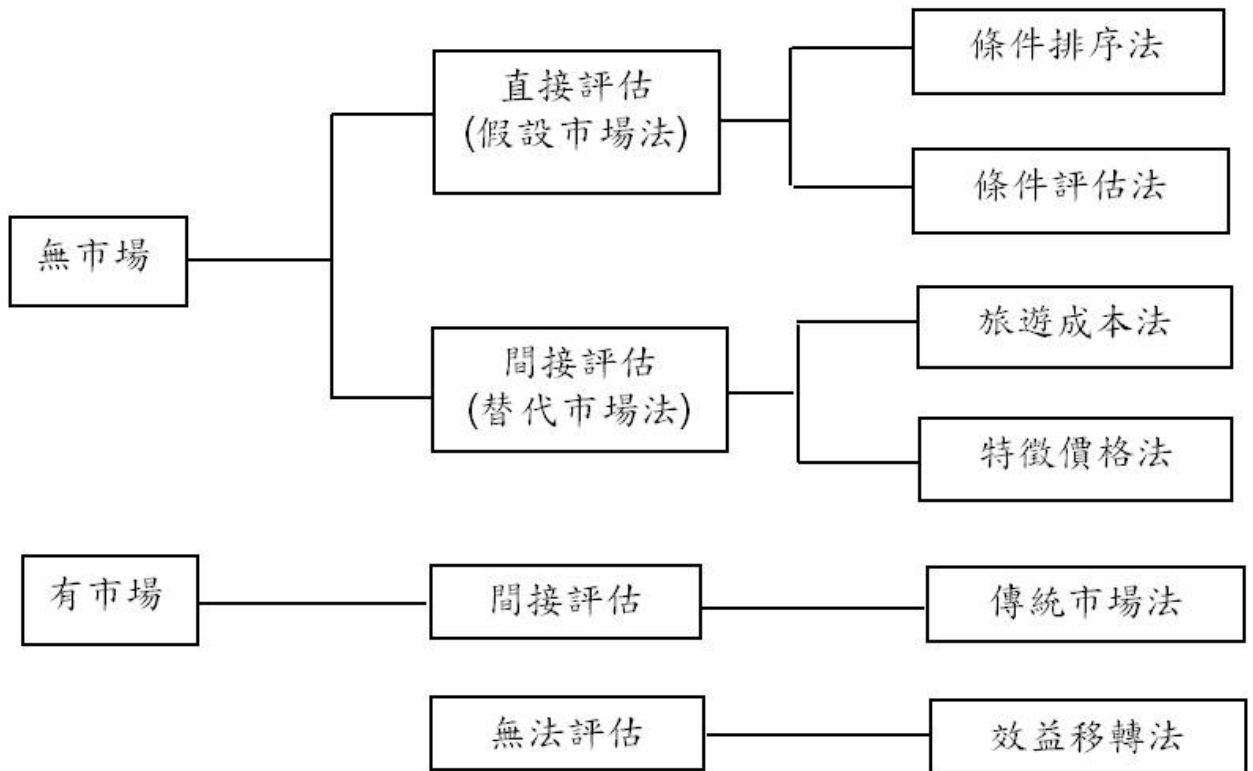 無市場
直接評估
(假設市場法)
條件排序法
條件評估法
間接評估
(替代市場法)
旅遊成本法
特徵價格法
有市場
間接評估
傳統市場法
無法評估
效益移轉法